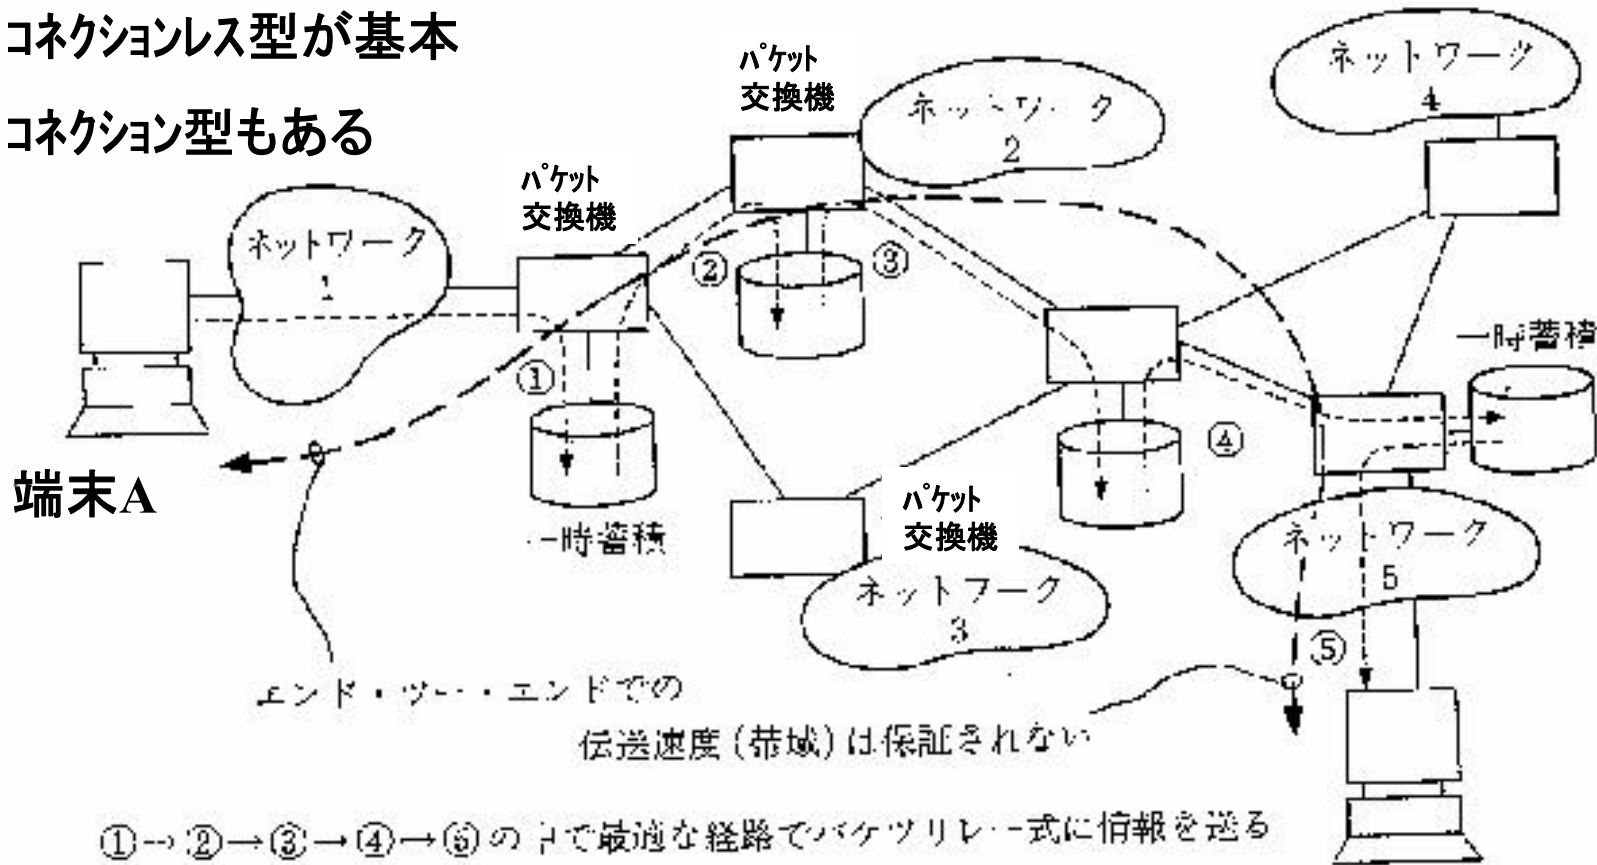 コネクションレス型が基本
コネクション型もある
パケット
交換機
パケット
交換機
ネットワーク
1
ネットワーク
2
ネットワーク
4
①
②
③
④
一時蓄積
端末A
一時蓄積
パケット
交換機
ネットワーク
3
ネットワーク
5
⑤
エンド・ツー・エンドでの
伝送速度(帯域)は保証されない
①→②→③→④→⑤の で最適な経路でバケツリレー式に情報を送る